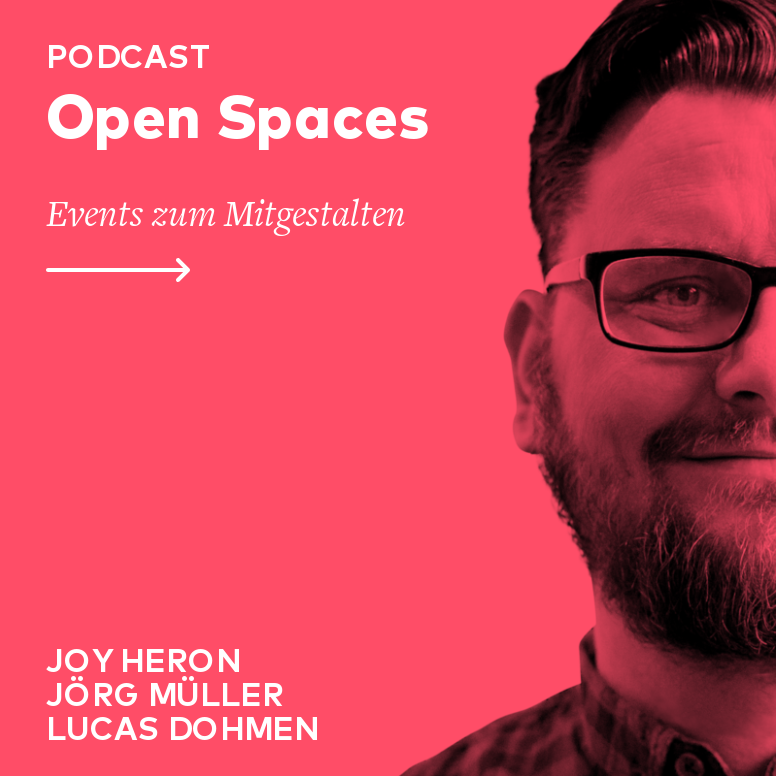 PODCAST
Open Spaces
Events zum Mitgestalten
JOY HERON
JÖRG MÜLLER
LUCAS DOHMEN